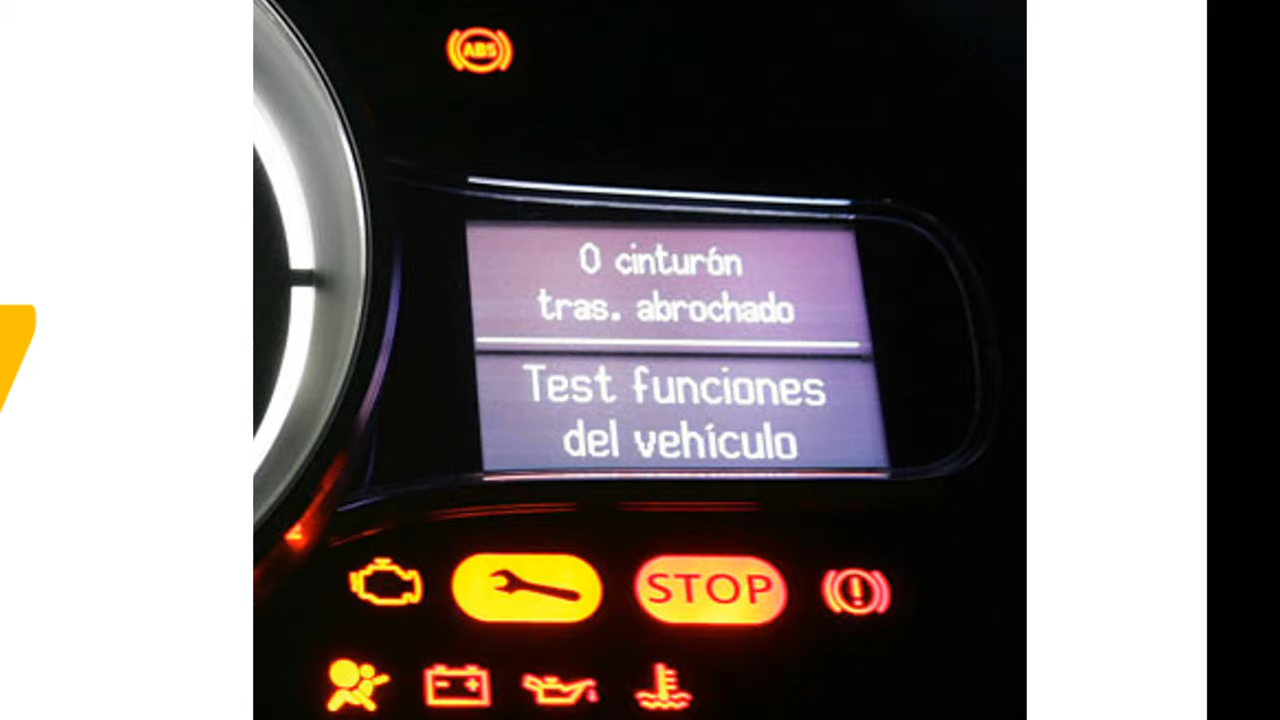 ABS
0 cinturón
tras. abrochado
Test funciones
del vehículo
STOP